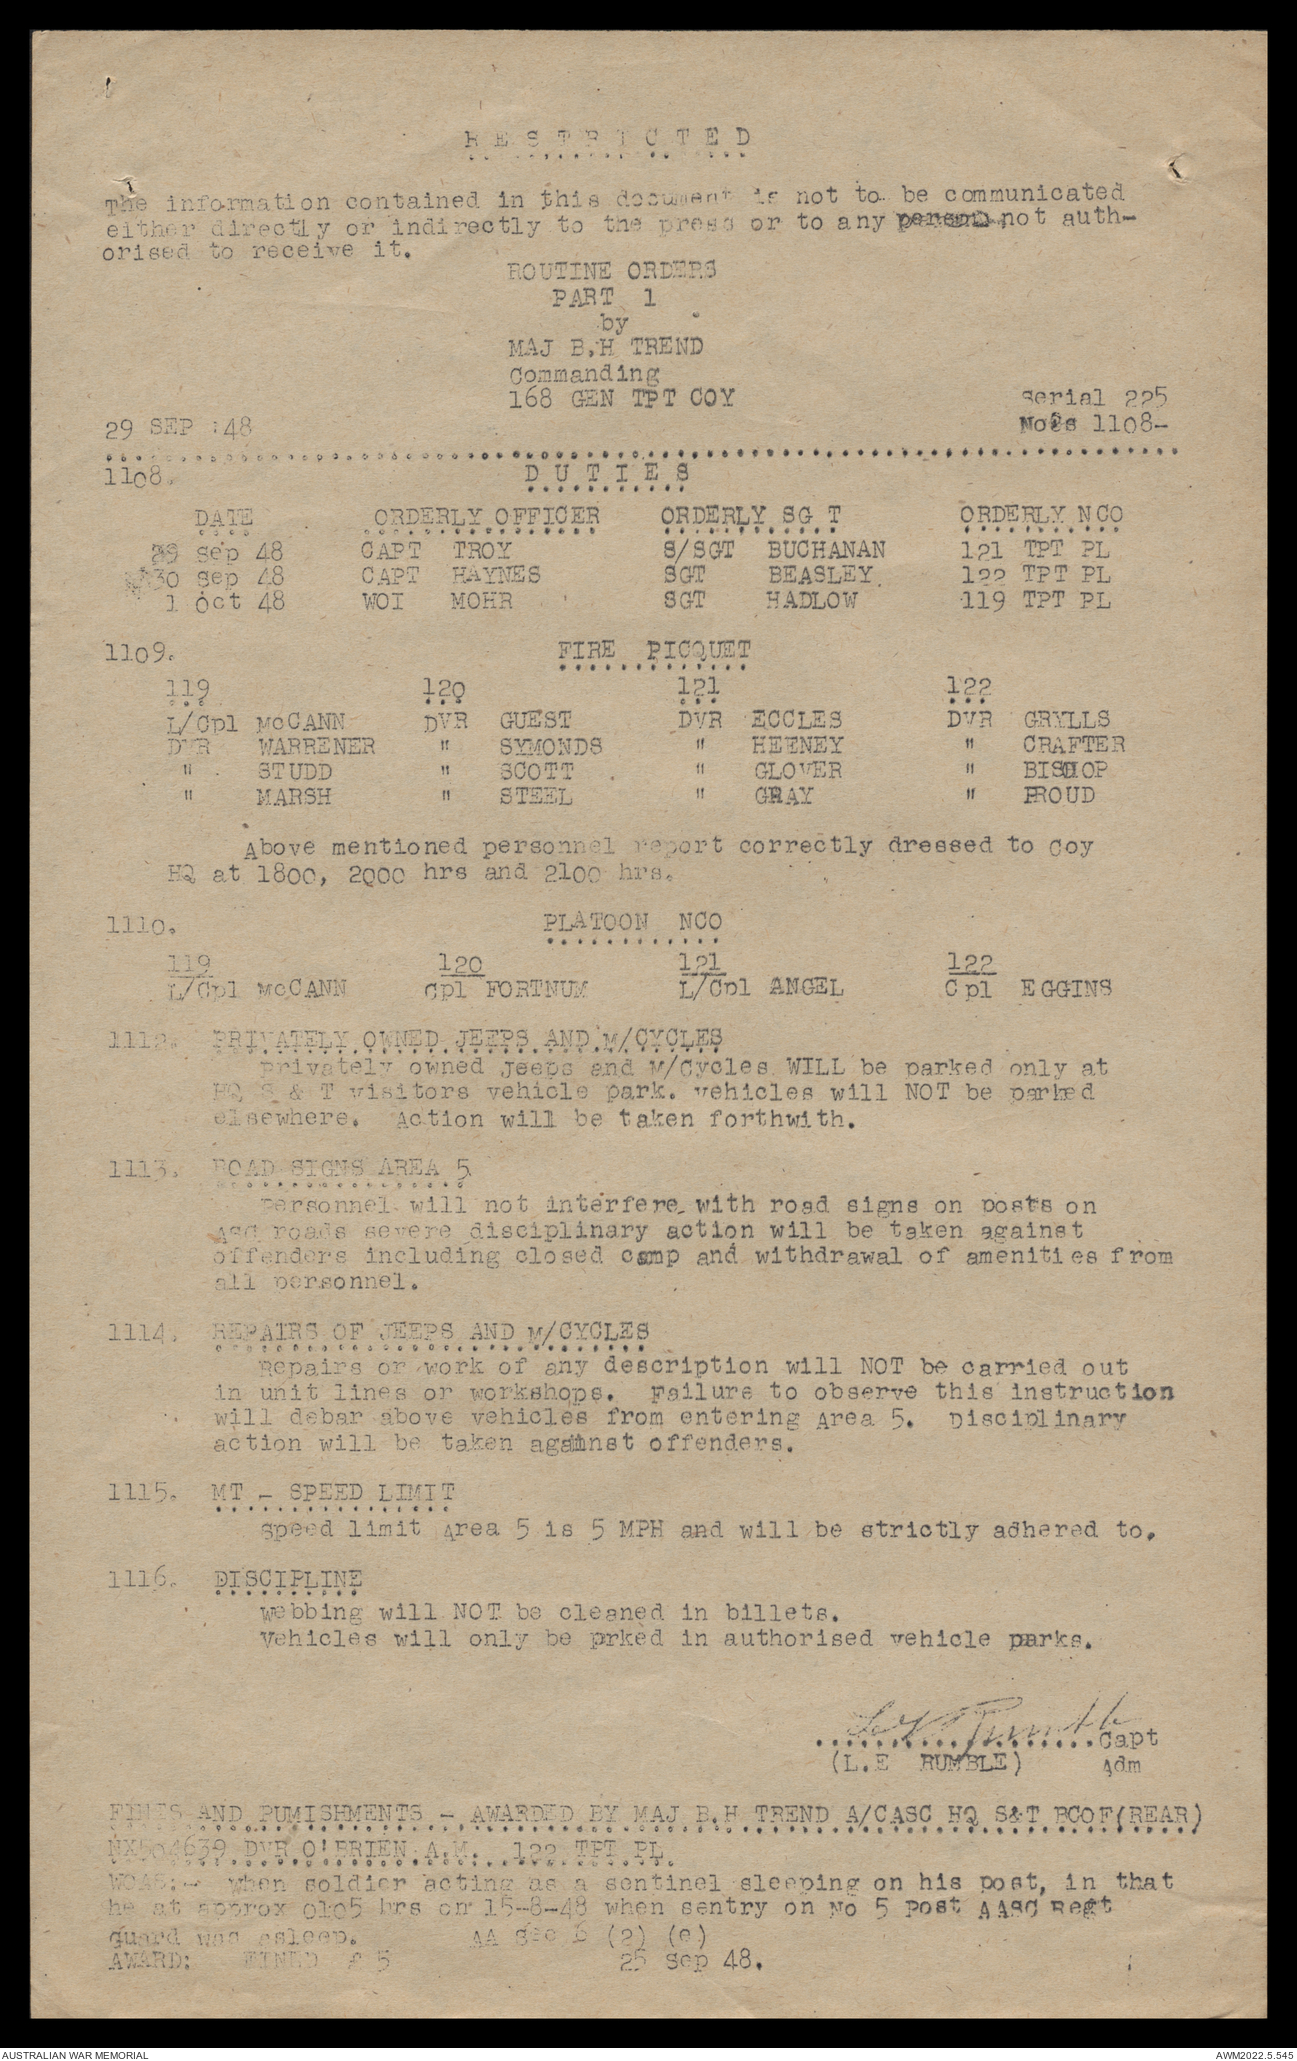 RESTRICTED
The information contained in this document is not to be communicated
either directly or indirectly to the press or to any person not auth-
orised to receive it.
ROUTINE ORDERS
PART 1
by
MAJ B.H TREND
Commanding
168 GEN TPT COY
Serial 225
29 SEP :48 Nos 1108-
1108. DUTIES
DATE ORDERLY OFFICER ORDERLY SGT ORDERLY NCO
29 Sep 48 CAPT TROY S/SGT BUCHANAN 121 TPT PL
30 Sep 48 CAPT HAYNES SGT BEASLEY 122 TPT PL
1 Oct 48 WOI MOHR SGT HADLOW 119 TPT PL
1109. FIRE PICQUET
119 120 121 122
L/Cpl McCANN DVR GUEST DVR ECCLES DVR GRYLLS
DVR WARRENER " SYMONDS " HEENEY " CRAFTER
" STUDD " SCOTT " GLOVER " BISHOP
" MARSH " STEEL " GRAY " PROUD
Above mentioned personnel report correctly dressed to Coy
HQ at 1800, 2000 hrs and 2100 hrs.
1110. PLATOON NCO
119 120 121 122
L/Cpl McCANN Cpl FORTNUM L/Cpl ANGEL Cpl EGGINS
1112. PRIVATELY OWNED JEEPS AND M/CYCLES
Privately owned Jeeps and M/Cycles WILL be parked only at
HQ S & T visitors vehicle park. Vehicles will NOT be parked
elsewhere. Action will be taken forthwith.
1113. ROAD SIGNS AREA 5
Personnel will not interfere with road signs on posts on
ASC roads severe disciplinary action will be taken against
offenders including closed camp and withdrawal of amenities from
all personnel.
1114. REPAIRS OF JEEPS AND M/CYCLES
Repairs or work of any description will NOT be carried out
in unit lines or workshops. Failure to observe this instruction
will debar above vehicles from entering Area 5. Disciplinary
action will be taken against offenders.
1115. MT - SPEED LIMIT
Speed limit Area 5 is 5 MPH and will be strictly adhered to.
1116. DISCIPLINE
Webbing will NOT be cleaned in billets.
Vehicles will only be prked in authorised vehicle parks.
Capt
(L.E RUMBLE) Adm
FINES AND PUMISHMENTS - AWARDED BY MAJ B.H TREND A/CASC HQ S&T BCOF(REAR)
NX504639 DVR O'BRIEN A.M. 122 TPT PL.
WOAS:- When soldier acting as a sentinel sleeping on his post, in that
he at approx 0105 hrs on 15-8-48 when sentry on No 5 Post AASC Regt
guard was asleep. AA Sec 6 (2) (e)
AWARD: FINED £ 5 25 Sep 48.
AUSTRALIAN WAR MEMORIAL AWM2022.5.545